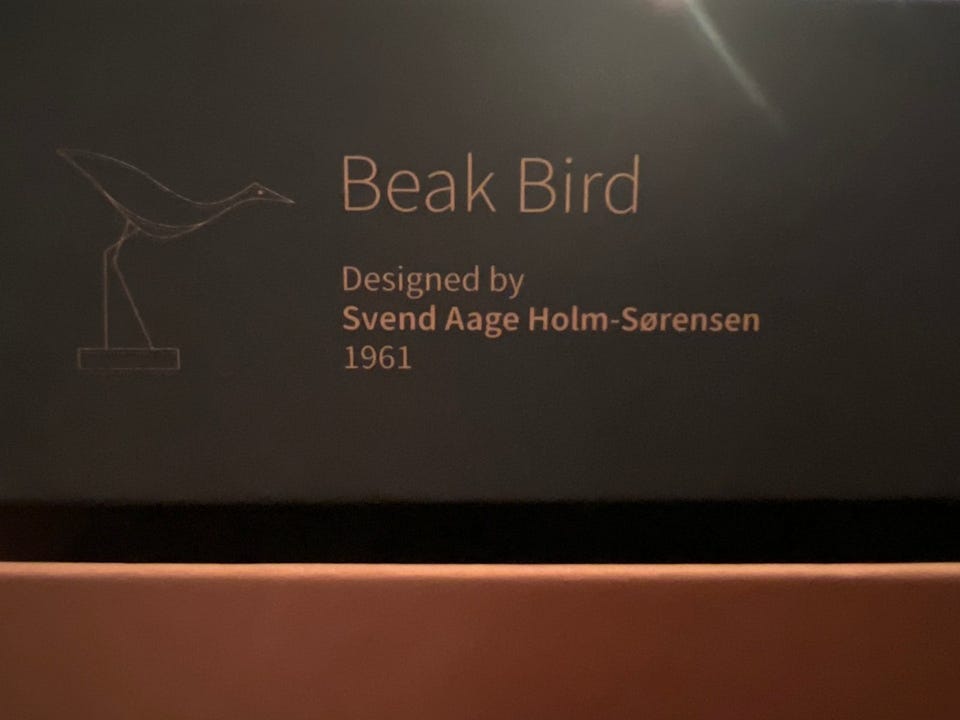 Beak Bird
Designed by
Svend Aage Holm-Sørensen
1961